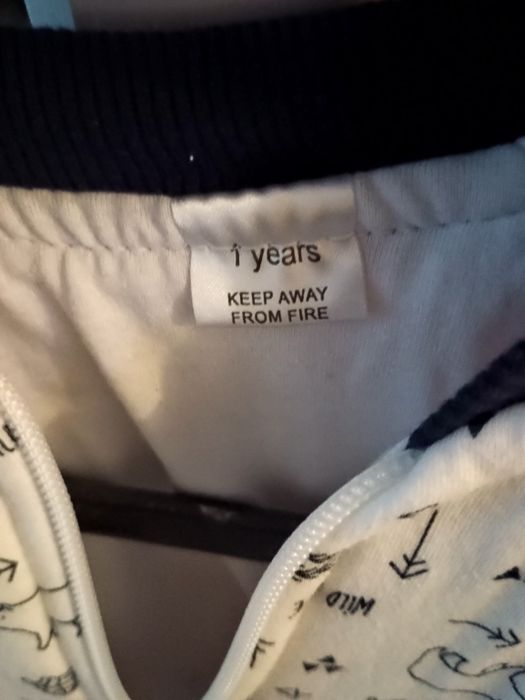 1 years
KEEP AWAY
FROM FIRE
WILD